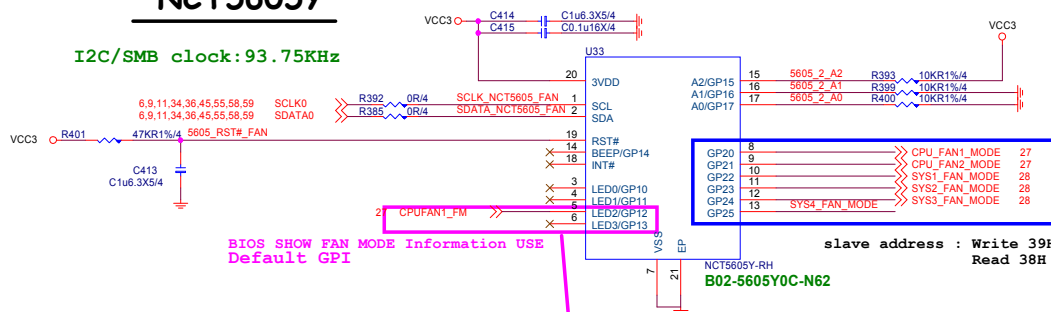 NCT5605Y
I2C/SMB clock:93.75KHz
VCC3
C414
C1u6.3X5/4
C415
C0.1u16X/4
VCC3
U33
20
3VDD
A2/GP15
15
5605_2_A2
R393
10KR1%/4
A1/GP16
16
5605_2_A1
R399
10KR1%/4
A0/GP17
17
5605_2_A0
R400
10KR1%/4
6,9,11,34,36,45,55,58,59
SCLK0
R392
0R/4
SCLK_NCT5605_FAN
1
SCL
6,9,11,34,36,45,55,58,59
SDATA0
R385
0R/4
SDATA_NCT5605_FAN
2
SDA
VCC3
R401
47KR1%/4
5605_RST#_FAN
19
RST#
14
BEEP/GP14
18
INT#
C413
C1u6.3X5/4
3
LED0/GP10
4
LED1/GP11
27
CPUFAN1_FM
5
LED2/GP12
6
LED3/GP13
GP20
8
CPU_FAN1_MODE
27
GP21
9
CPU_FAN2_MODE
27
GP22
10
SYS1_FAN_MODE
28
GP23
11
SYS2_FAN_MODE
28
GP24
12
SYS3_FAN_MODE
28
GP25
13
SYS4_FAN_MODE
BIOS SHOW FAN MODE Information USE
Default GPI
VSS
EP
7
21
NCT5605Y-RH
B02-5605Y0C-N62
slave address : Write 39H
Read 38H